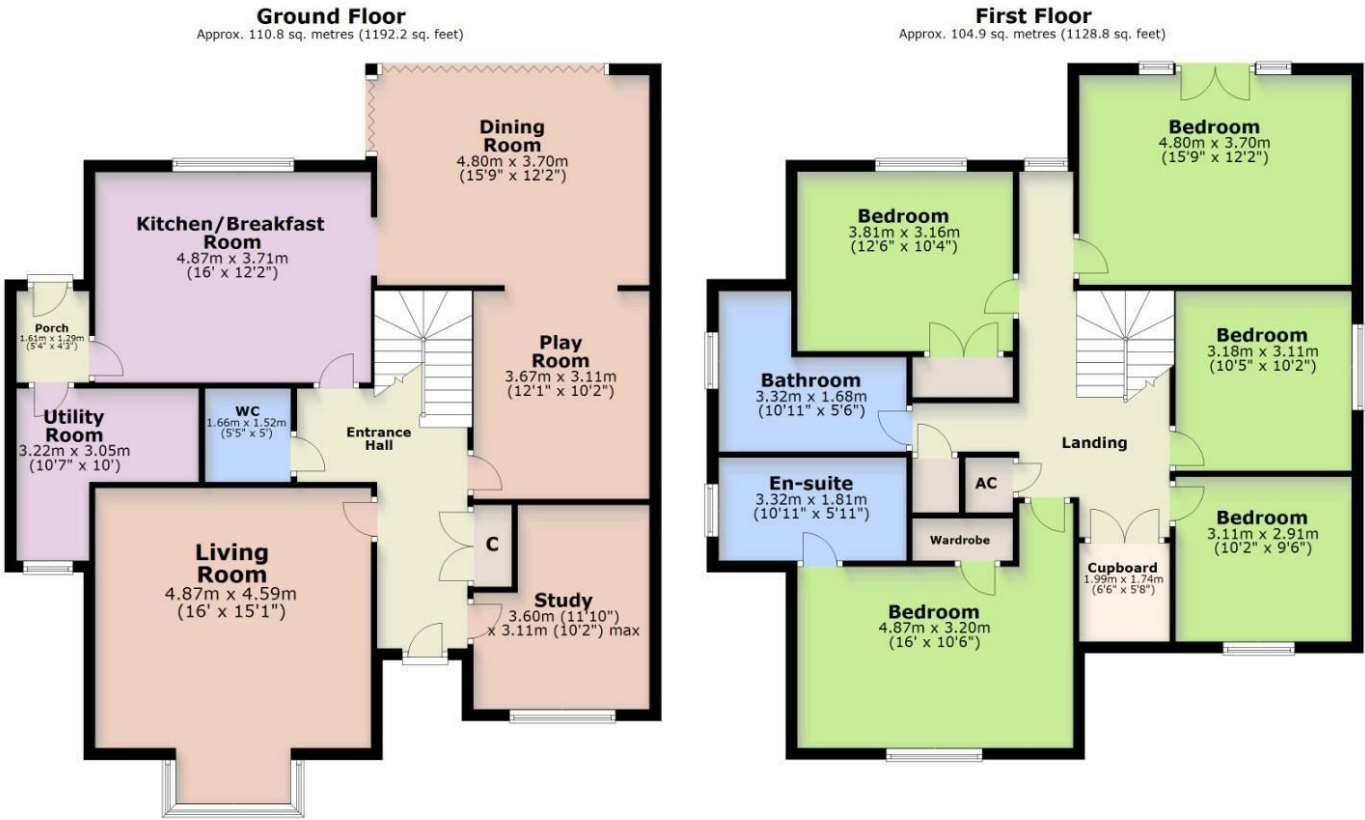 Ground Floor
Approx. 110.8 sq. metres (1192.2 sq. feet)
Dining
Room
4.80m x 3.70m
(15'9" x 12'2")
Kitchen/Breakfast
Room
4.87m x 3.71m
(16' x 12'2")
Porch
1.61m x 1.29m
(5'4" x 4'3")
Play
Room
3.67m x 3.11m
(12'1" x 10'2")
Utility
Room
3.22m x 3.05m
(10'7" x 10')
WC
1.66m x 1.52m
(5'5" x 5')
Entrance
Hall
Living
Room
4.87m x 4.59m
(16' x 15'1")
C
Study
3.60m (11'10")
x 3.11m (10'2") max
First Floor
Approx. 104.9 sq. metres (1128.8 sq. feet)
Bedroom
4.80m x 3.70m
(15'9" x 12'2")
Bedroom
3.81m x 3.16m
(12'6" x 10'4")
Bedroom
3.18m x 3.11m
(10'5" x 10'2")
Bathroom
3.32m x 1.68m
(10'11" x 5'6")
Landing
En-suite
3.32m x 1.81m
(10'11" x 5'11")
AC
Bedroom
3.11m x 2.91m
(10'2" x 9'6")
Wardrobe
Cupboard
1.99m x 1.74m
(6'6" x 5'8")
Bedroom
4.87m x 3.20m
(16' x 10'6")